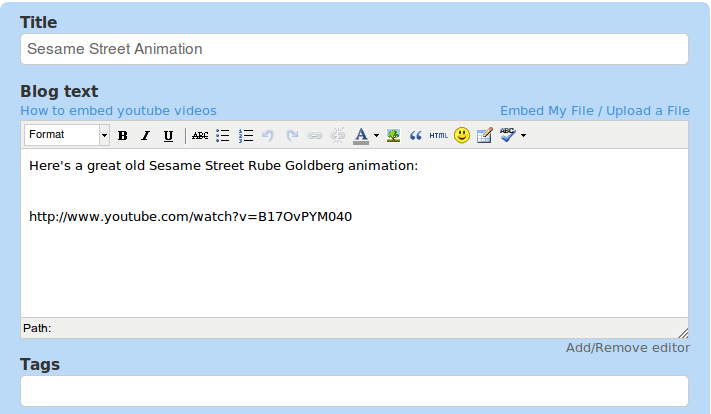 Title
Sesame Street Animation
Blog text
How to embed youtube videos
Embed My File / Upload a File
Format B I U ABC A HTML ABC
Here's a great old Sesame Street Rube Goldberg animation:
http://www.youtube.com/watch?v=B17OvPYM040
Path:
Add/Remove editor
Tags